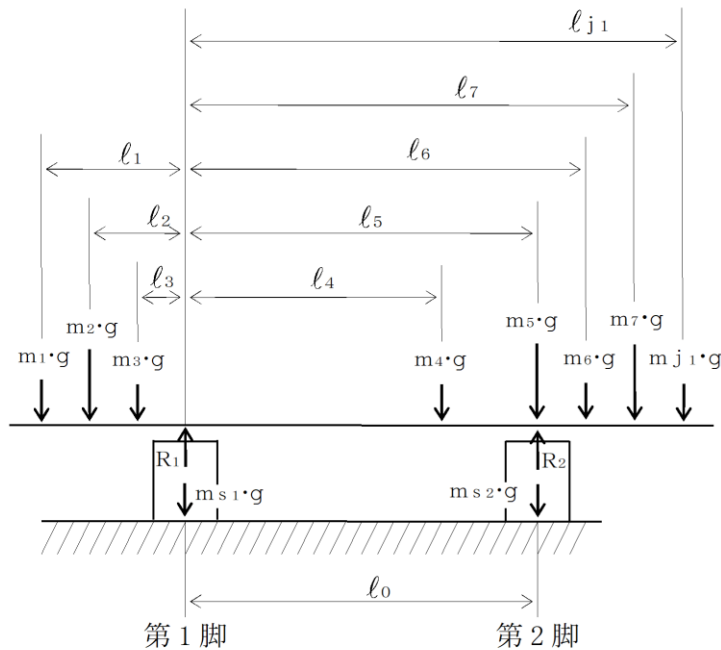 ℓj1
ℓ7
ℓ1 ℓ6
ℓ2 ℓ5
ℓ3 ℓ4
m1・g m2・g m3・g m4・g m5・g m6・g m7・g mj1・g
R1 R2
ms1・g ms2・g
ℓ0
第1脚 第2脚